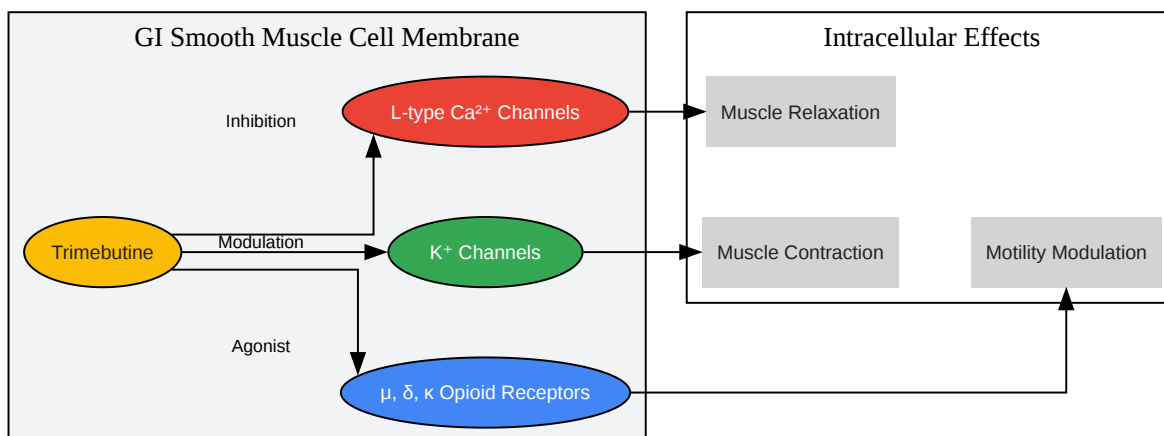 GI Smooth Muscle Cell Membrane
Intracellular Effects
Inhibition
L-type Ca²⁺ Channels
Muscle Relaxation
Trimebutine
Modulation
K⁺ Channels
Muscle Contraction
Motility Modulation
Agonist
μ, δ, κ Opioid Receptors